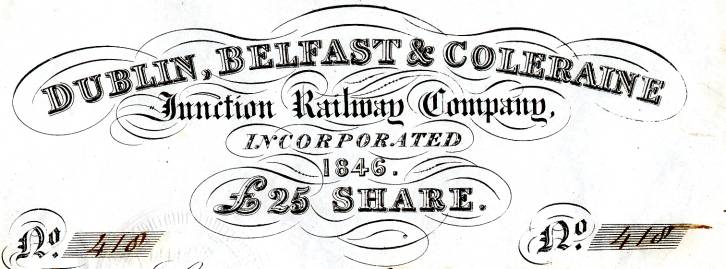 DUBLIN, BELFAST & COLERAINE
Junction Railway Company,
INCORPORATED
1846.
£25 SHARE.
No. 418 No. 418